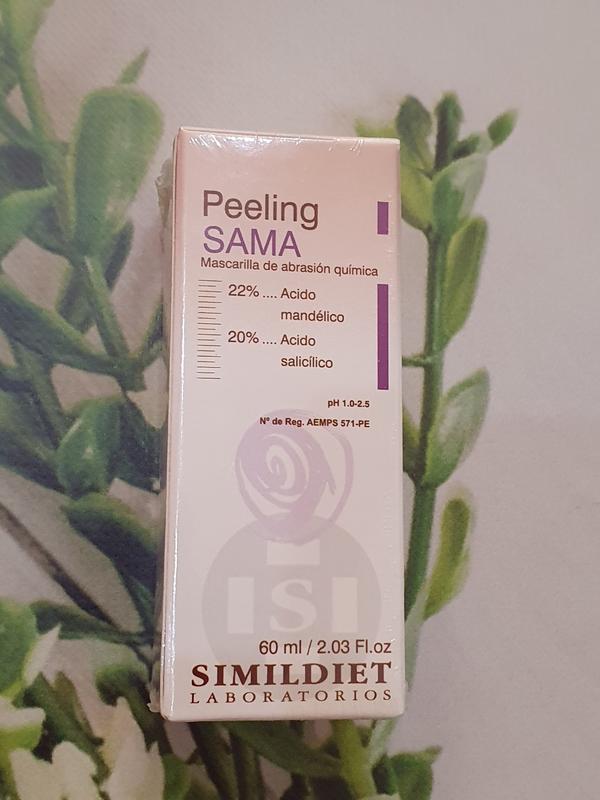 Peeling
SAMA
Mascarilla de abrasión química
22% .... Acido
mandélico
20% .... Acido
salicílico
pH 1.0-2.5
Nº de Reg. AEMPS 571-PE
ISI
60 ml / 2.03 Fl.oz
SIMILDIET
LABORATORIOS